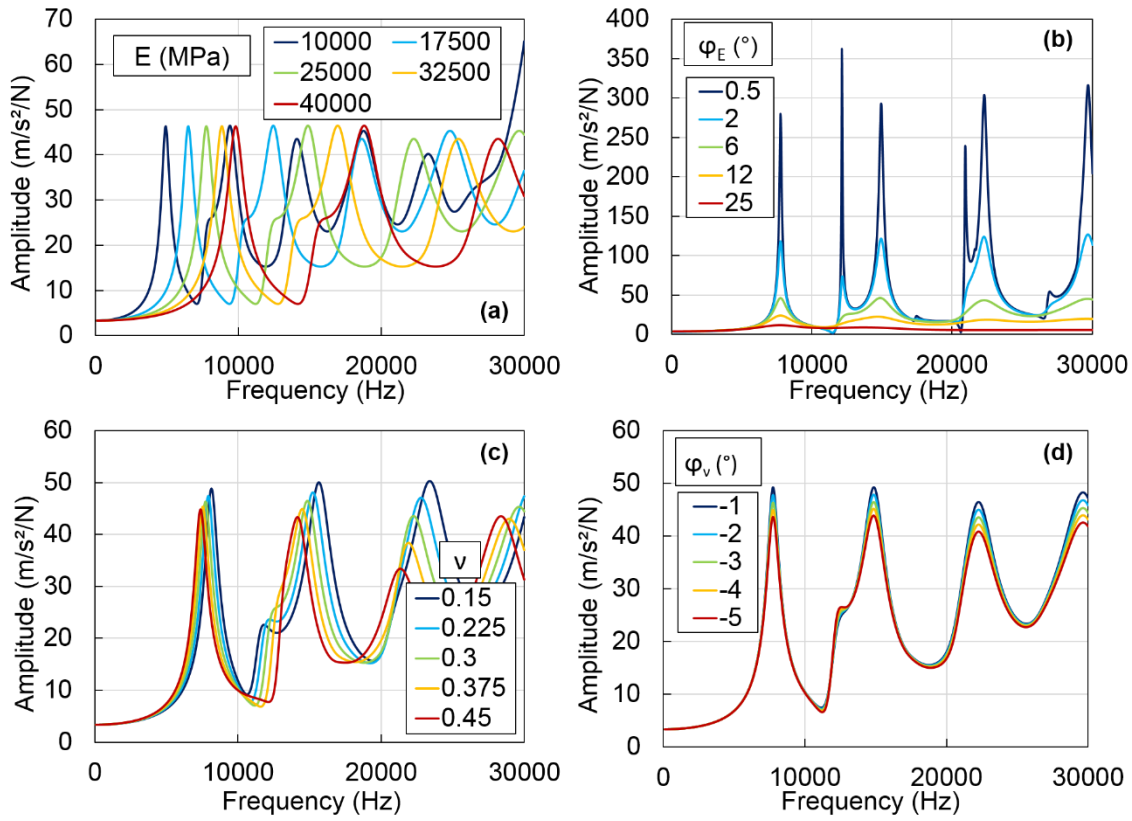 (a)
E (MPa)
10000 17500
25000 32500
40000
Amplitude (m/s²/N)
70
60
50
40
30
20
10
0
0 10000 20000 30000
Frequency (Hz)
(b)
φE (°)
0.5
2
6
12
25
Amplitude (m/s²/N)
400
350
300
250
200
150
100
50
0
0 10000 20000 30000
Frequency (Hz)
(c)
ν
0.15
0.225
0.3
0.375
0.45
Amplitude (m/s²/N)
60
50
40
30
20
10
0
0 10000 20000 30000
Frequency (Hz)
(d)
φν (°)
-1
-2
-3
-4
-5
Amplitude (m/s²/N)
60
50
40
30
20
10
0
0 10000 20000 30000
Frequency (Hz)